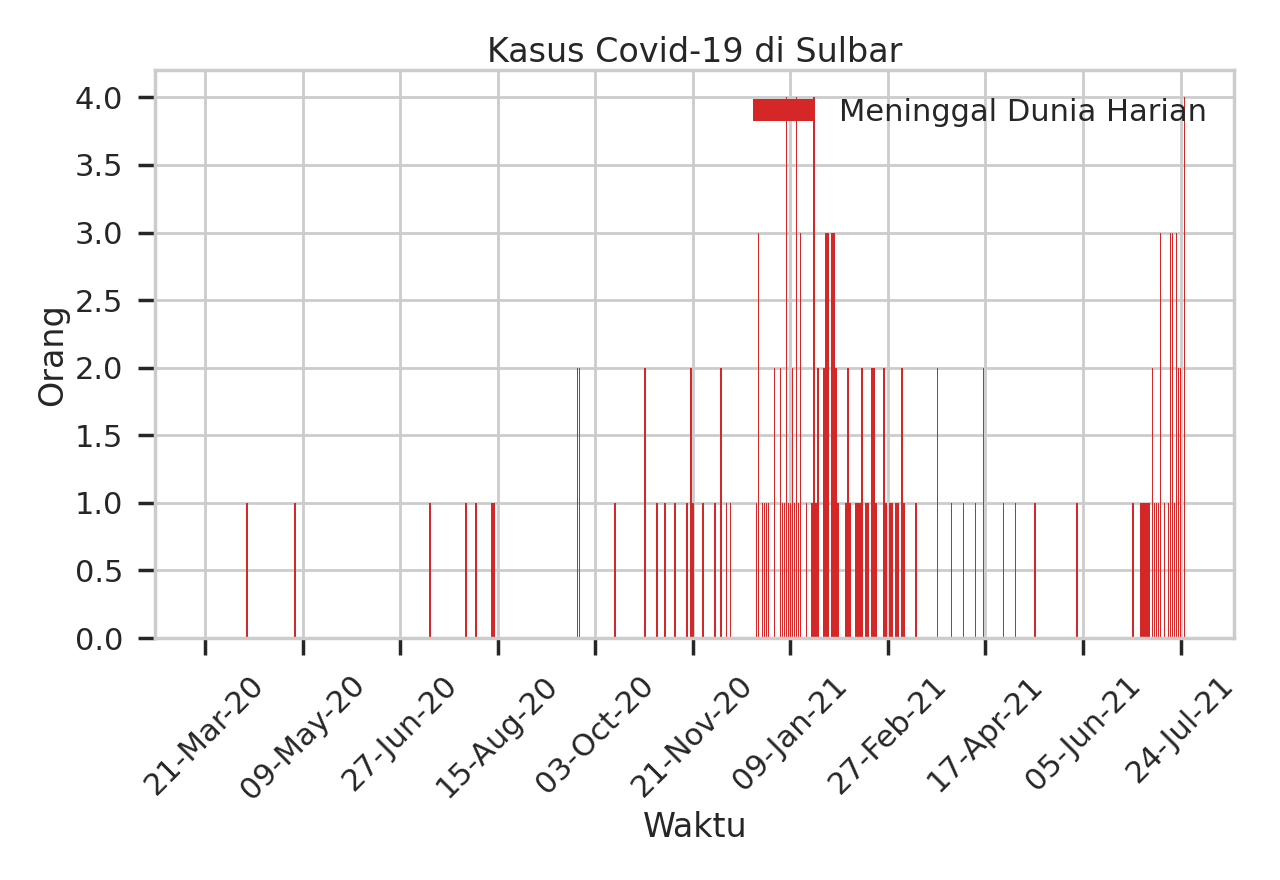 Kasus Covid-19 di Sulbar
Meninggal Dunia Harian
Orang
4.0
3.5
3.0
2.5
2.0
1.5
1.0
0.5
0.0
21-Mar-20
09-May-20
27-Jun-20
15-Aug-20
03-Oct-20
21-Nov-20
09-Jan-21
27-Feb-21
17-Apr-21
05-Jun-21
24-Jul-21
Waktu